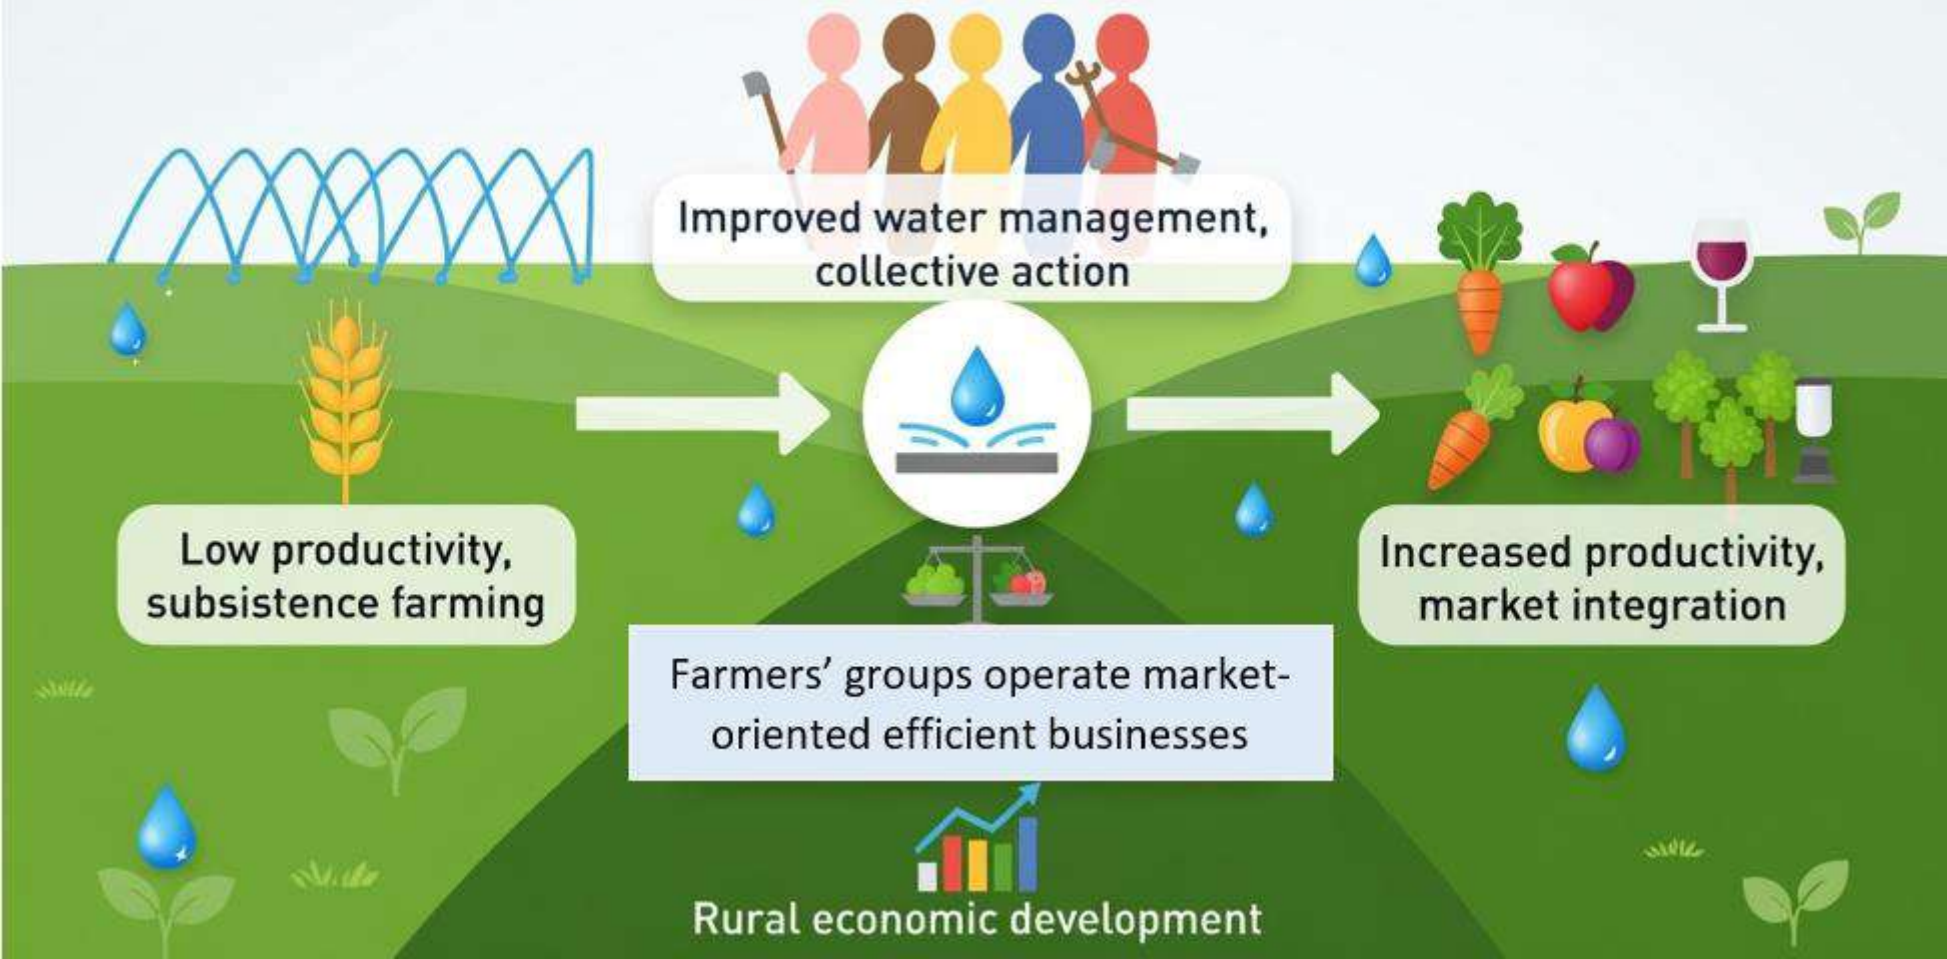 Improved water management,
collective action
Low productivity,
subsistence farming
Increased productivity,
market integration
Farmers’ groups operate market-
oriented efficient businesses
Rural economic development